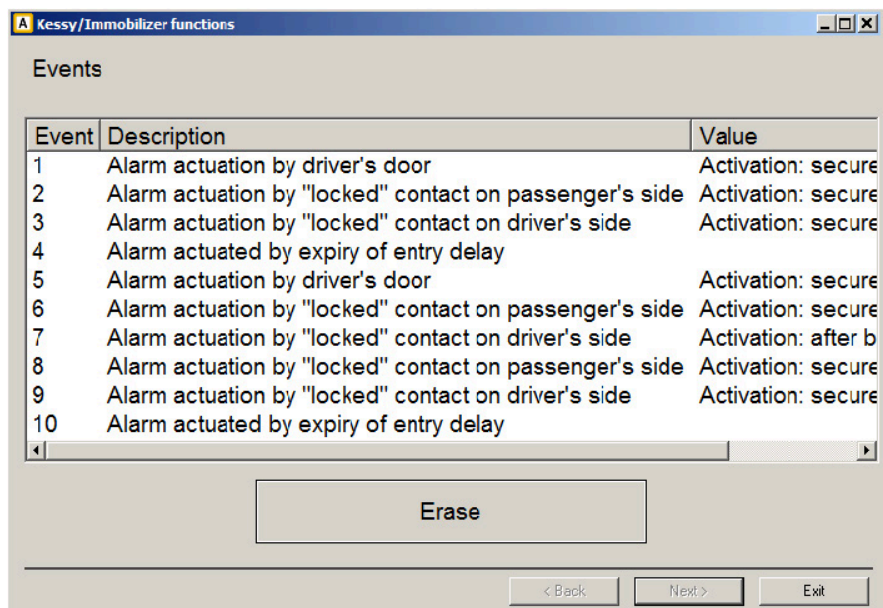 A Kessy/Immobilizer functions
Events
Event Description Value
1 Alarm actuation by driver's door Activation: secure
2 Alarm actuation by "locked" contact on passenger's side Activation: secure
3 Alarm actuation by "locked" contact on driver's side Activation: secure
4 Alarm actuated by expiry of entry delay
5 Alarm actuation by driver's door Activation: secure
6 Alarm actuation by "locked" contact on passenger's side Activation: secure
7 Alarm actuation by "locked" contact on driver's side Activation: after b
8 Alarm actuation by "locked" contact on passenger's side Activation: secure
9 Alarm actuation by "locked" contact on driver's side Activation: secure
10 Alarm actuated by expiry of entry delay
Erase
< Back Next > Exit